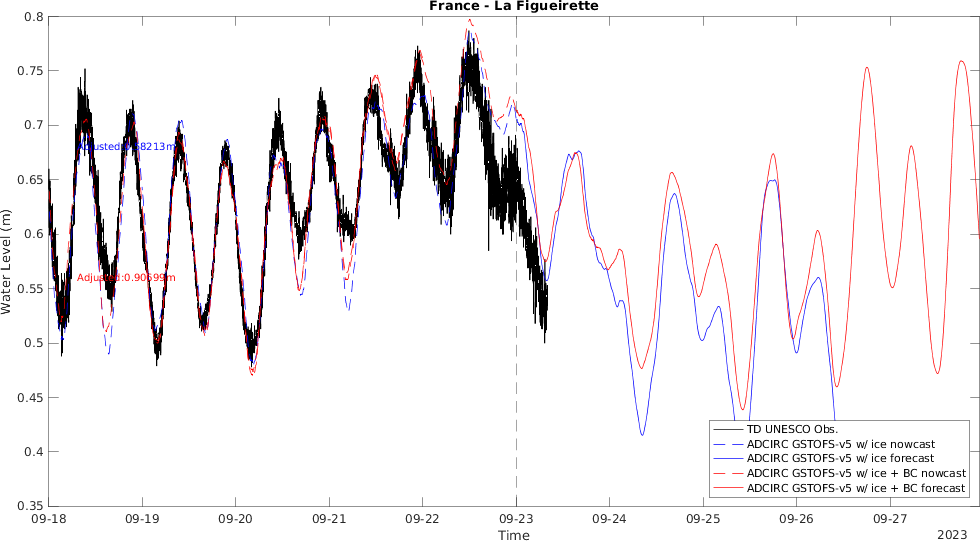 France - La Figueirette
0.8
0.75
0.7
0.65
0.6
0.55
0.5
0.45
0.4
0.35
Water Level (m)
Adjusted:0.90699m
TD UNESCO Obs.
ADCIRC GSTOFS-v5 w/ ice nowcast
ADCIRC GSTOFS-v5 w/ ice forecast
ADCIRC GSTOFS-v5 w/ ice + BC nowcast
ADCIRC GSTOFS-v5 w/ ice + BC forecast
09-18 09-19 09-20 09-21 09-22 09-23 09-24 09-25 09-26 09-27
Time
2023